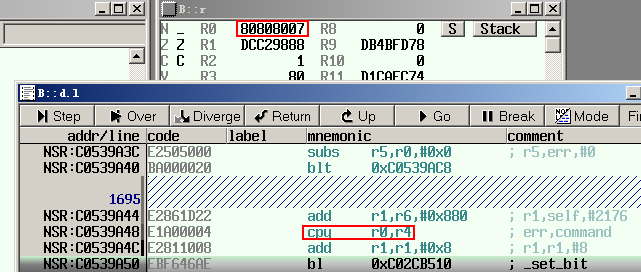 B::r
N _ R0 80808007 R8 0 S Stack
Z Z R1 DCC29888 R9 DB4BFD78
C C R2 1 R10 0
V R3 80 R11 D1CAEC74
B::d.l
Step Over Diverge Return Up Go Break Mode
addr/line code label mnemonic comment
NSR:C0539A3C E2505000 subs r5,r0,#0x0 ; r5,err,#0
NSR:C0539A40 BA000020 blt 0xC0539AC8
1695
NSR:C0539A44 E2861D22 add r1,r6,#0x880 ; r1,self,#2176
NSR:C0539A48 E1A00004 cpy r0,r4 ; err,command
NSR:C0539A4C E2811008 add r1,r1,#0x8 ; r1,r1,#8
NSR:C0539A50 EBF646AE bl 0xC02CB510 ; _set_bit